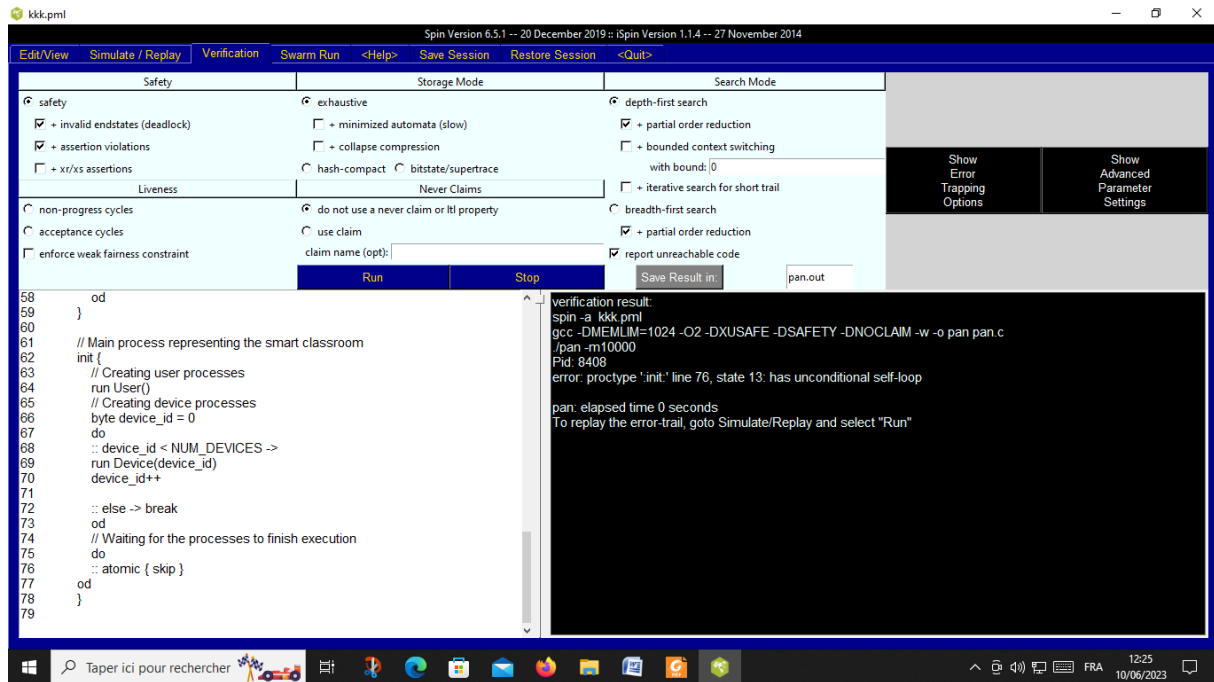 kkk.pml
Spin Version 6.5.1 -- 20 December 2019 :: iSpin Version 1.1.4 -- 27 November 2014
Edit/View Simulate / Replay Verification Swarm Run <Help> Save Session Restore Session <Quit>
Safety Storage Mode Search Mode
safety exhaustive depth-first search
+ invalid endstates (deadlock) + minimized automata (slow) + partial order reduction
+ assertion violations + collapse compression + bounded context switching
+ xr/xs assertions hash-compact bitstate/supertrace with bound: 0
Liveness Never Claims + iterative search for short trail
non-progress cycles do not use a never claim or ltl property breadth-first search
acceptance cycles use claim + partial order reduction
enforce weak fairness constraint claim name (opt): report unreachable code
Run Stop Save Result in: pan.out
Show
Error
Trapping
Options
Show
Advanced
Parameter
Settings
58 od
59 }
60
61 // Main process representing the smart classroom
62 init {
63 // Creating user processes
64 run User()
65 // Creating device processes
66 byte device_id = 0
67 do
68 :: device_id < NUM_DEVICES ->
69 run Device(device_id)
70 device_id++
71
72 :: else -> break
73 od
74 // Waiting for the processes to finish execution
75 do
76 :: atomic { skip }
77 od
78 }
79
verification result:
spin -a kkk.pml
gcc -DMEMLIM=1024 -O2 -DXUSAFE -DSAFETY -DNOCLAIM -w -o pan pan.c
./pan -m10000
Pid: 8408
error: proctype ':init:' line 76, state 13: has unconditional self-loop
pan: elapsed time 0 seconds
To replay the error-trail, goto Simulate/Replay and select "Run"
Taper ici pour rechercher
FRA
12:25
10/06/2023